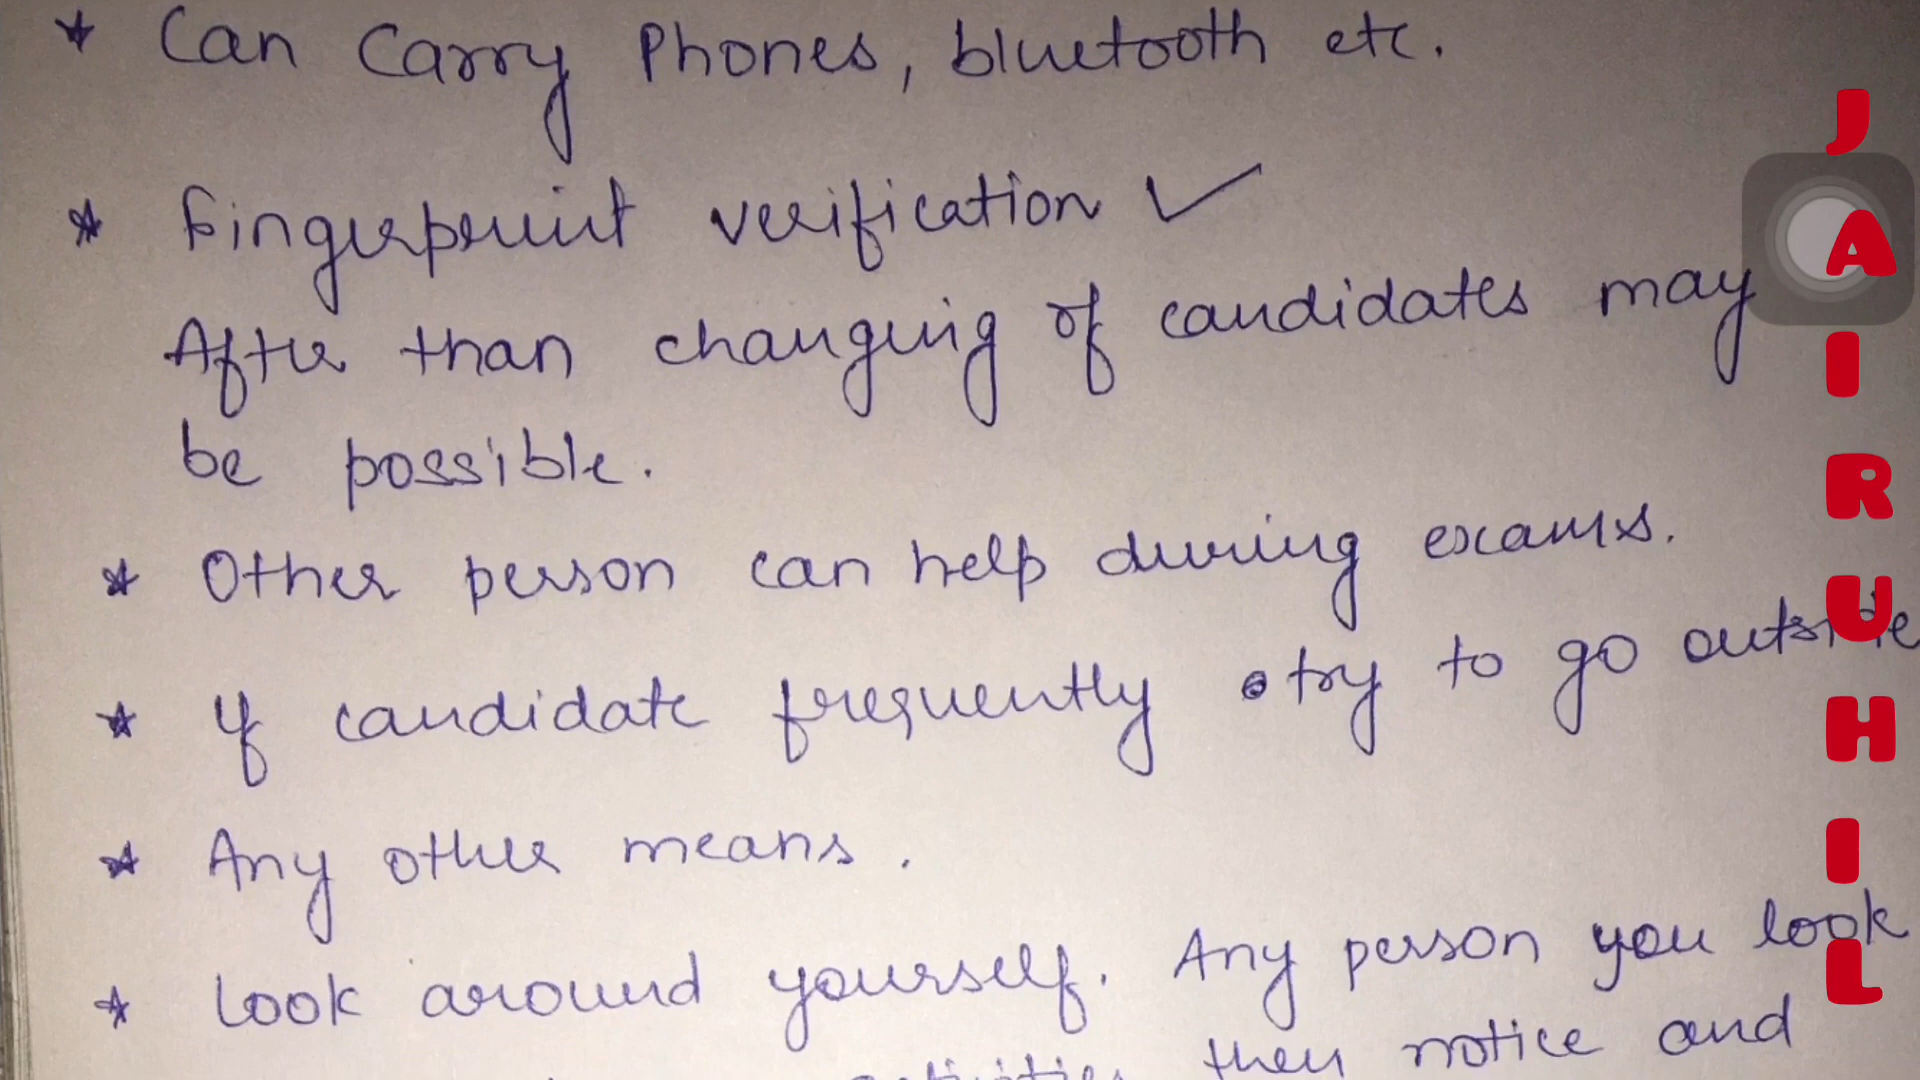 * Can Carry Phones, bluetooth etc.
* Fingerprint verification ✓
After than changing of candidates may
be possible.
* Other person can help during exams.
* If candidate frequently try to go outside
* Any other means.
* Look around yourself. Any person you look
activities then notice and
JAIRUHIL